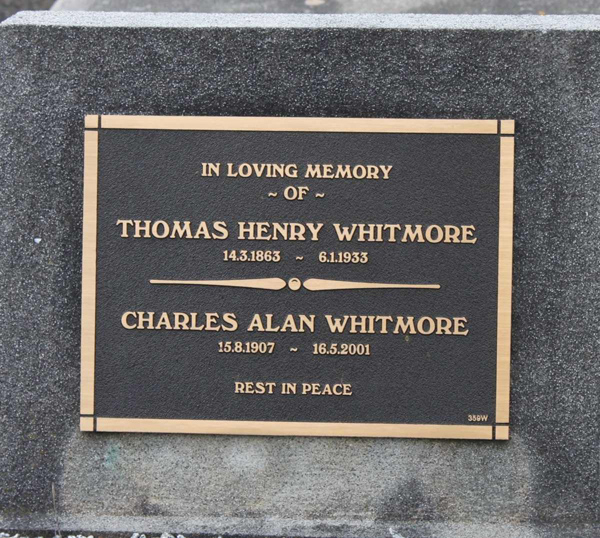 IN LOVING MEMORY
~ OF ~
THOMAS HENRY WHITMORE
14.3.1863 ~ 6.1.1933
CHARLES ALAN WHITMORE
15.8.1907 ~ 16.5.2001
REST IN PEACE
359W